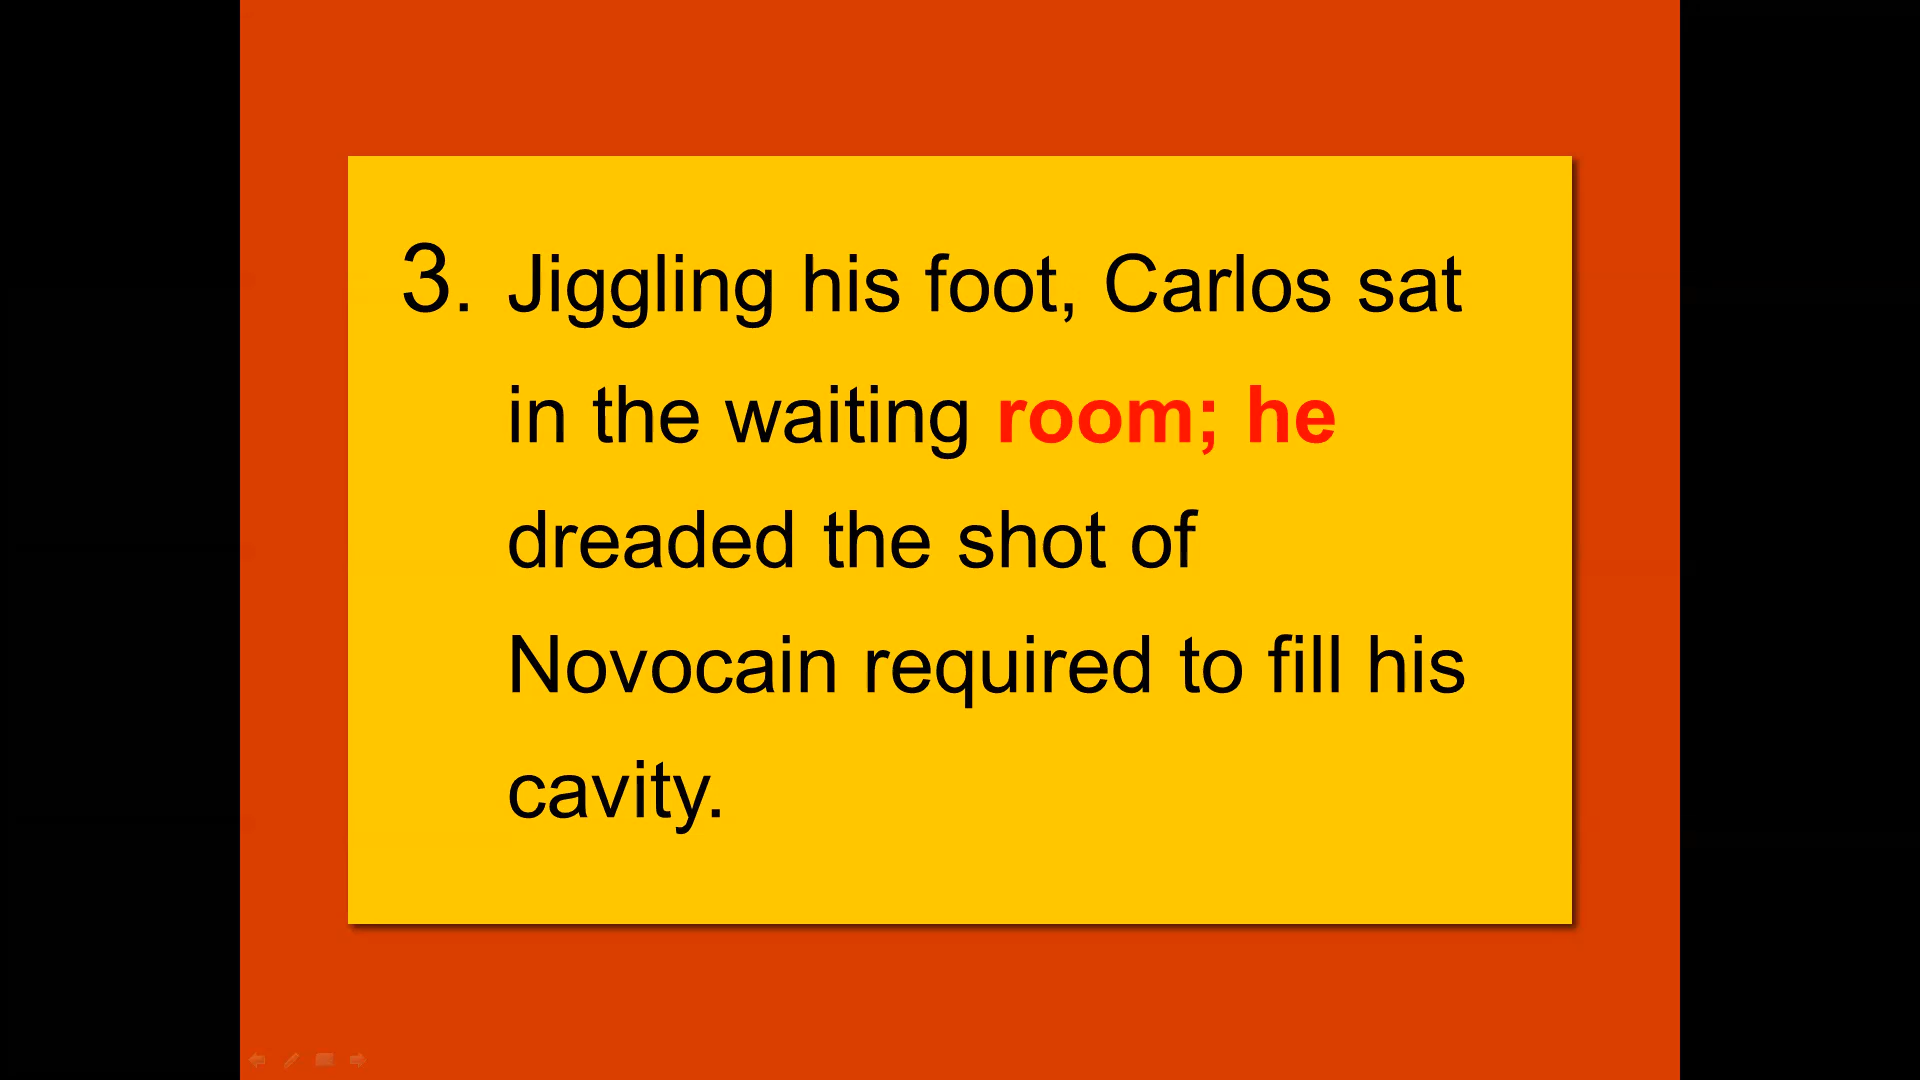 3. Jiggling his foot, Carlos sat
in the waiting room; he
dreaded the shot of
Novocain required to fill his
cavity.